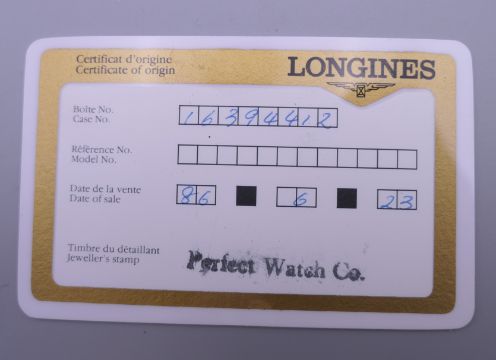 Certificat d'origine
Certificate of origin
LONGINES
Boîte No.
Case No.
16394412
Référence No.
Model No.
Date de la vente
Date of sale
86 ■ 6 ■ 23
Timbre du détaillant
Jeweller's stamp
Perfect Watch Co.